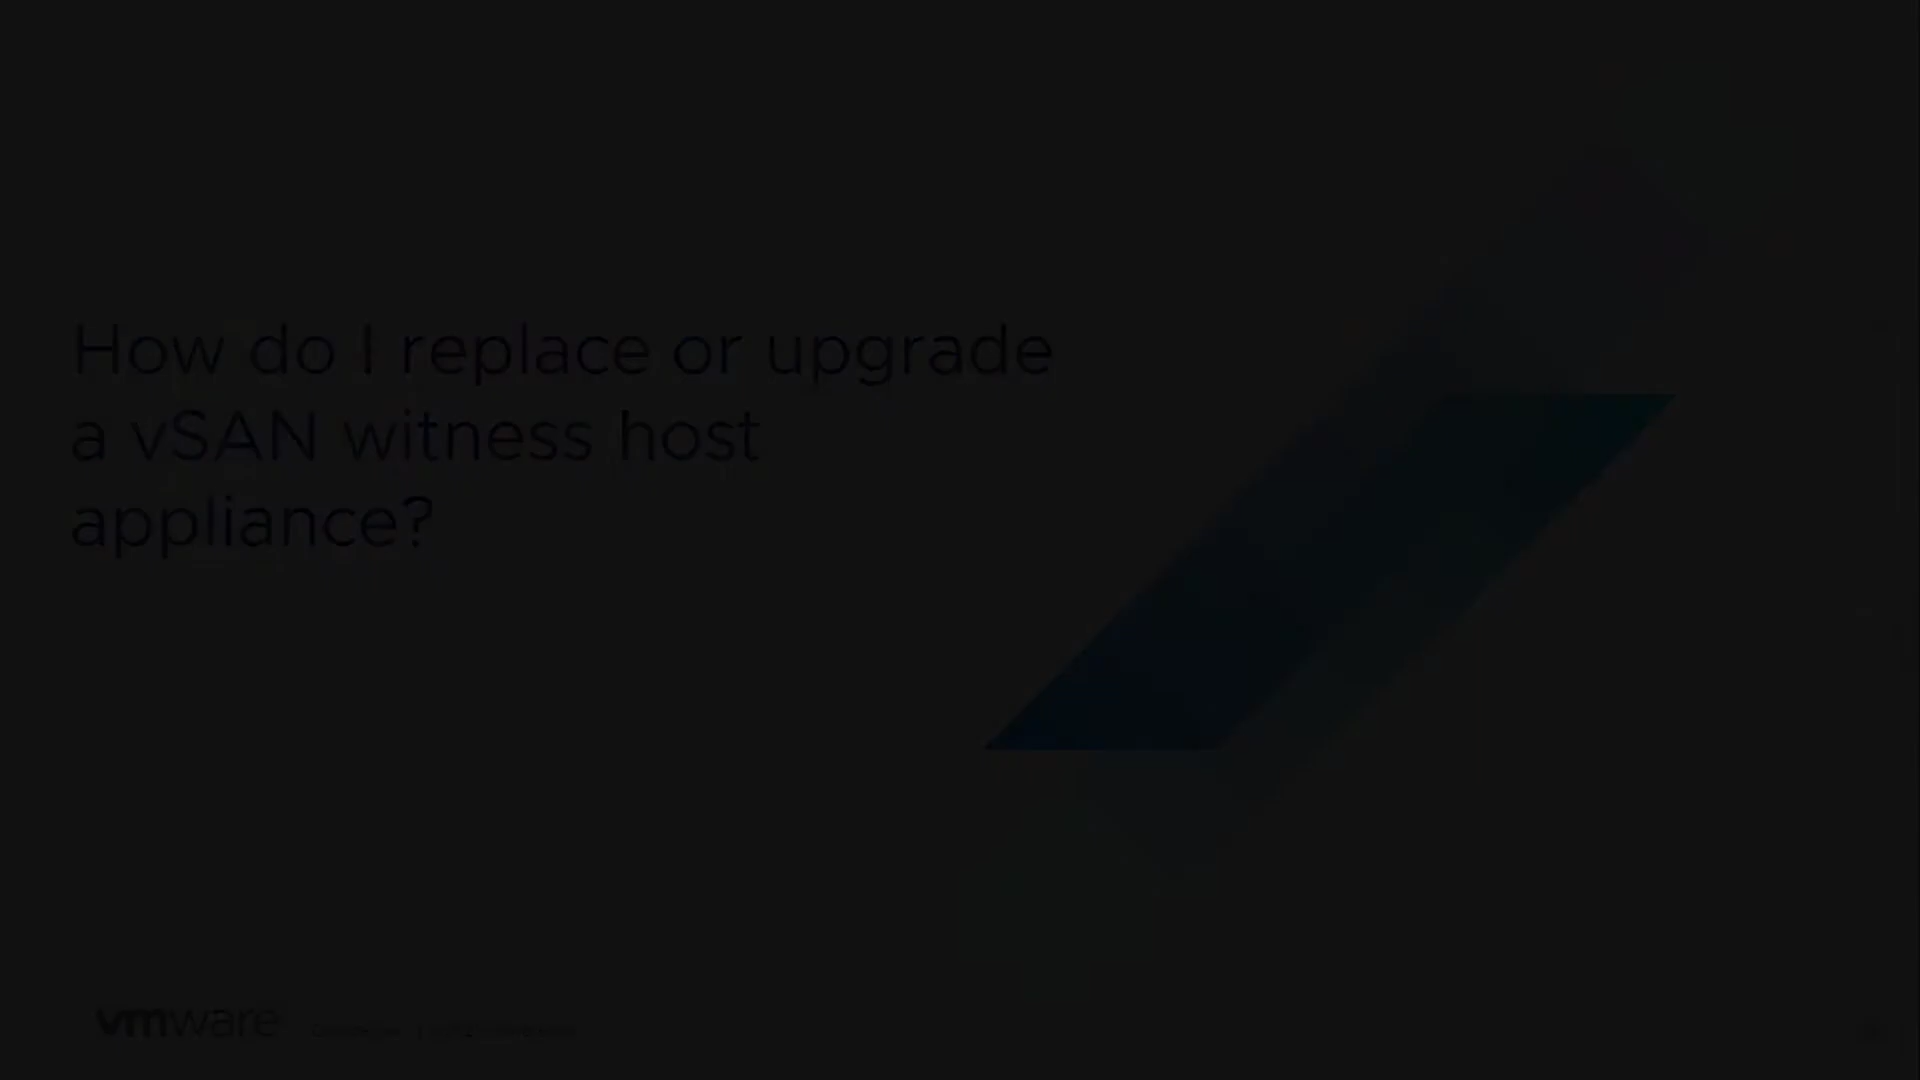 How do I replace or upgrade
a vSAN witness host
appliance?
vmware